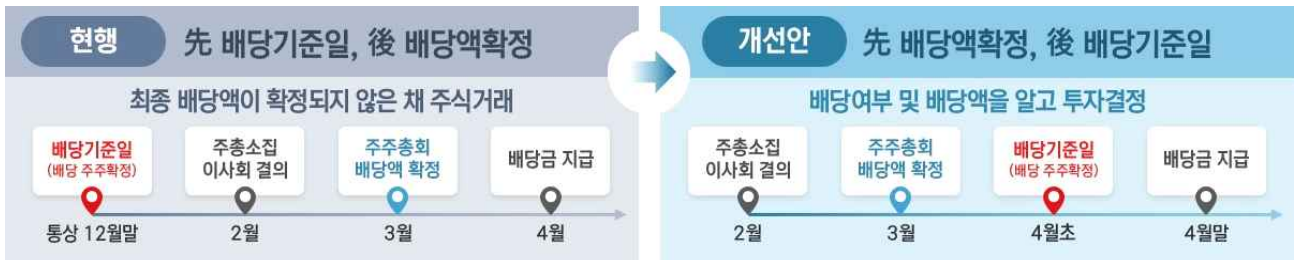 현행
先 배당기준일, 後 배당액확정
최종 배당액이 확정되지 않은 채 주식거래
배당기준일
(배당 주주확정)
주총소집
이사회 결의
주주총회
배당액 확정
배당금 지급
통상 12월말
2월
3월
4월
개선안
先 배당액확정, 後 배당기준일
배당여부 및 배당액을 알고 투자결정
주총소집
이사회 결의
주주총회
배당액 확정
배당기준일
(배당 주주확정)
배당금 지급
2월
3월
4월초
4월말